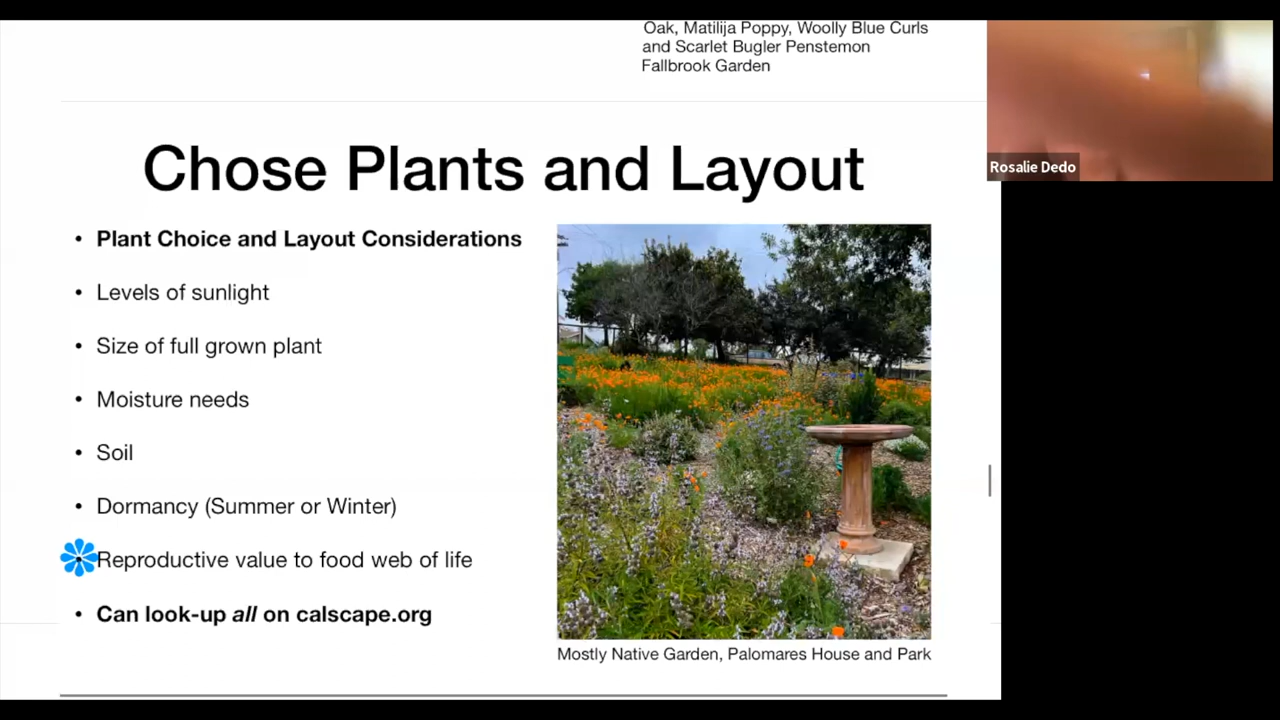 Oak, Matilija Poppy, Woolly Blue Curls
and Scarlet Bugler Penstemon
Fallbrook Garden
Rosalie Dedo
Chose Plants and Layout
• Plant Choice and Layout Considerations
• Levels of sunlight
• Size of full grown plant
• Moisture needs
• Soil
• Dormancy (Summer or Winter)
Reproductive value to food web of life
• Can look-up all on calscape.org
Mostly Native Garden, Palomares House and Park